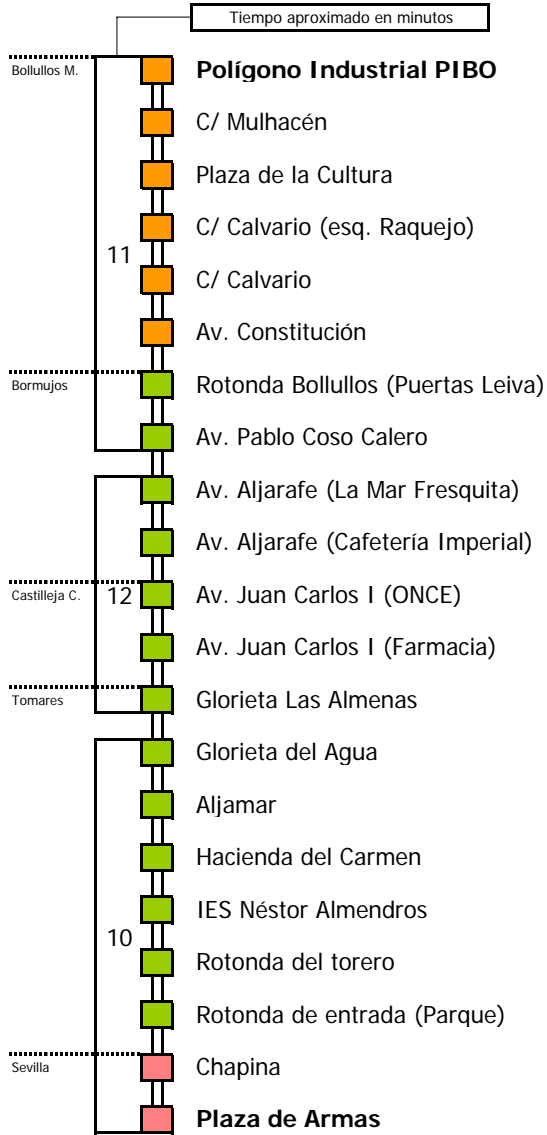 Tiempo aproximado en minutos
Bollullos M.
Polígono Industrial PIBO
C/ Mulhacén
Plaza de la Cultura
C/ Calvario (esq. Raquejo)
11
C/ Calvario
Av. Constitución
Bormujos
Rotonda Bollullos (Puertas Leiva)
Av. Pablo Coso Calero
Av. Aljarafe (La Mar Fresquita)
Av. Aljarafe (Cafetería Imperial)
Castilleja C.
12
Av. Juan Carlos I (ONCE)
Av. Juan Carlos I (Farmacia)
Tomares
Glorieta Las Almenas
Glorieta del Agua
Aljamar
Hacienda del Carmen
IES Néstor Almendros
10
Rotonda del torero
Rotonda de entrada (Parque)
Sevilla
Chapina
Plaza de Armas